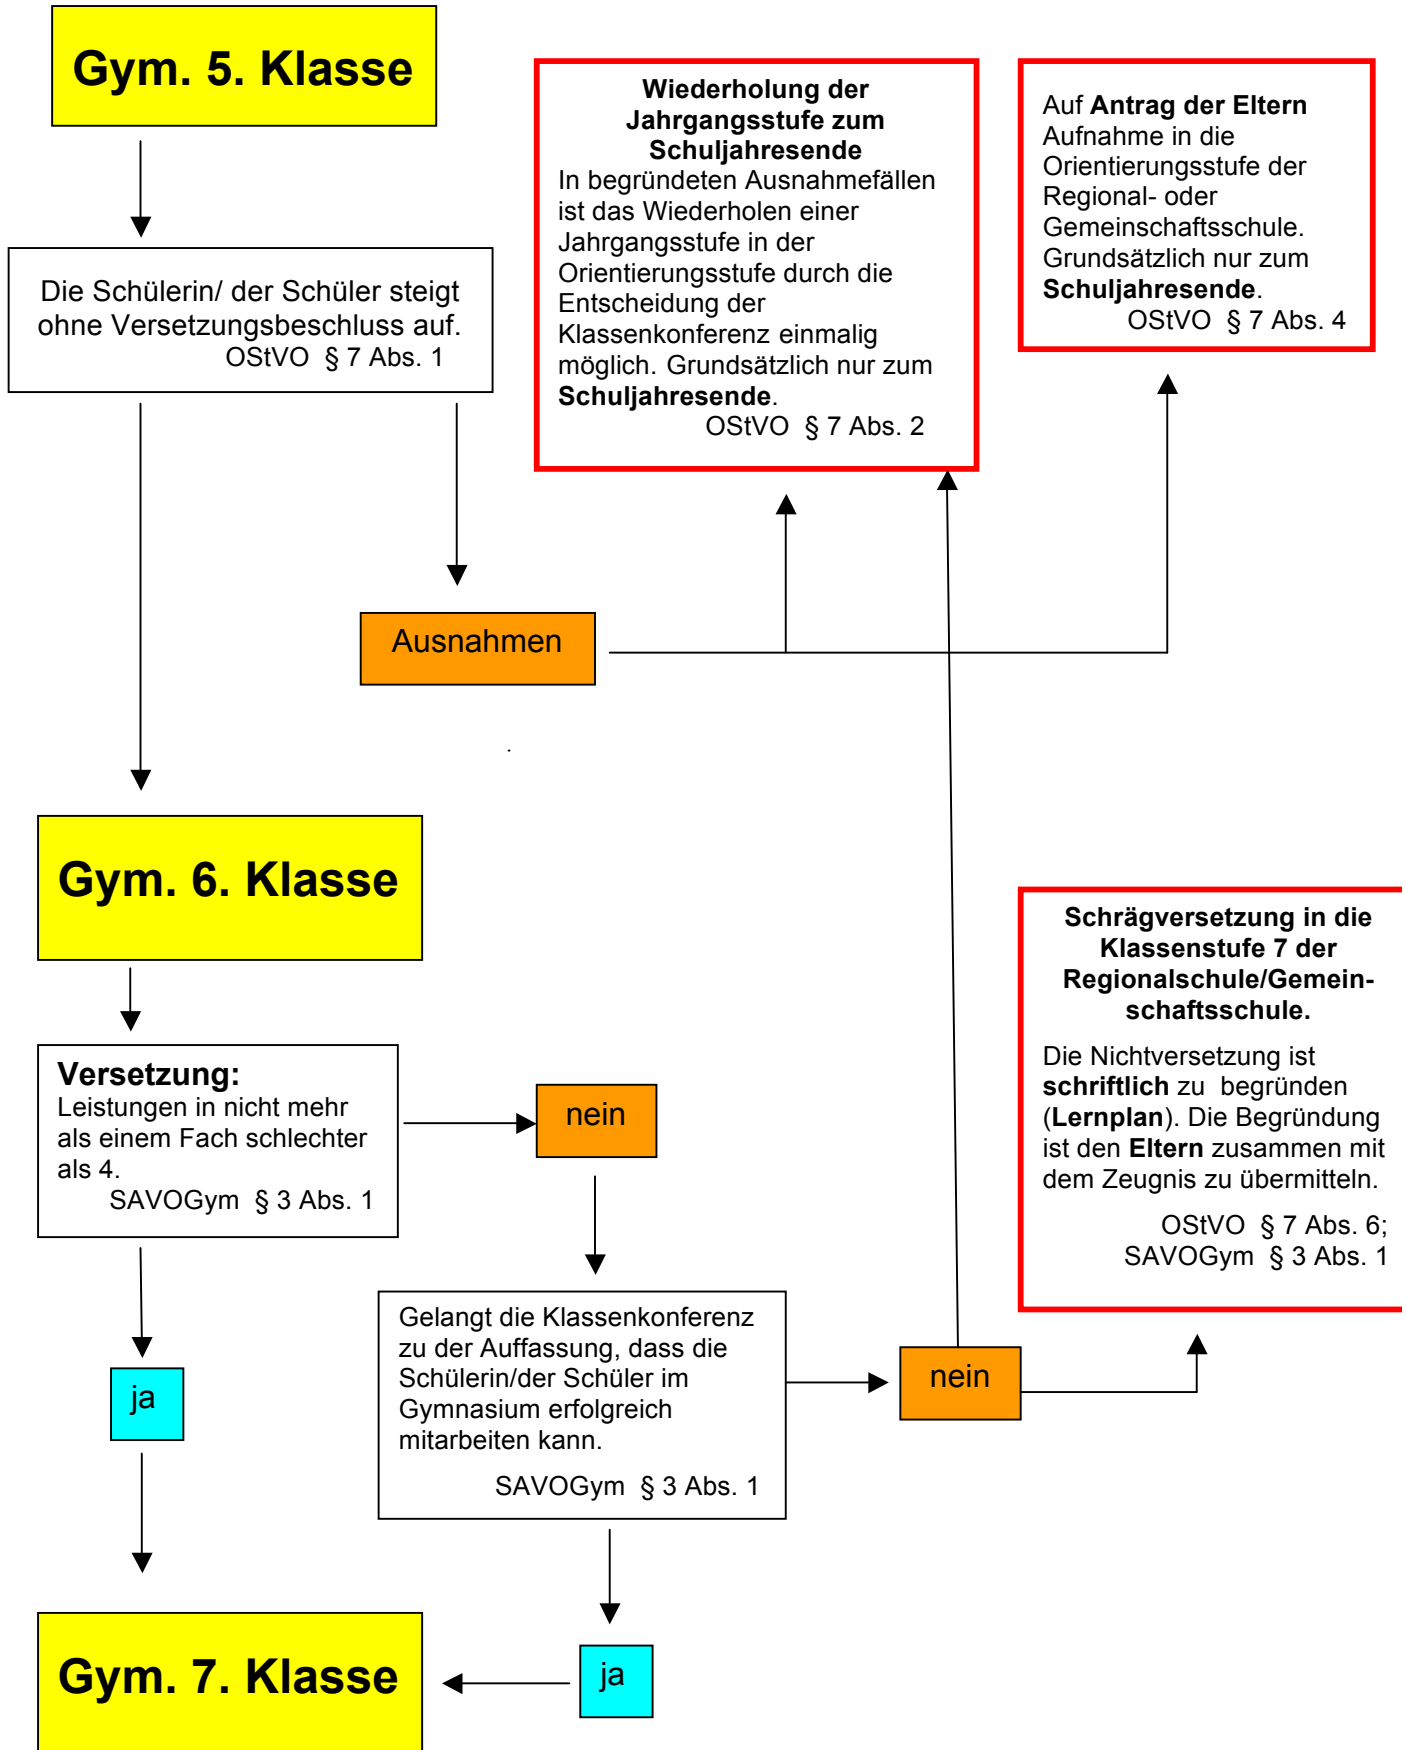 Gym. 5. Klasse
Die Schülerin/ der Schüler steigt
ohne Versetzungsbeschluss auf.
OStVO § 7 Abs. 1
Wiederholung der
Jahrgangsstufe zum
Schuljahresende
In begründeten Ausnahmefällen
ist das Wiederholen einer
Jahrgangsstufe in der
Orientierungsstufe durch die
Entscheidung der
Klassenkonferenz einmalig
möglich. Grundsätzlich nur zum
Schuljahresende.
OStVO § 7 Abs. 2
Auf Antrag der Eltern
Aufnahme in die
Orientierungsstufe der
Regional- oder
Gemeinschaftsschule.
Grundsätzlich nur zum
Schuljahresende.
OStVO § 7 Abs. 4
Ausnahmen
Gym. 6. Klasse
Versetzung:
Leistungen in nicht mehr
als einem Fach schlechter
als 4.
SAVOGym § 3 Abs. 1
nein
Schrägversetzung in die
Klassenstufe 7 der
Regionalschule/Gemein-
schaftsschule.
Die Nichtversetzung ist
schriftlich zu begründen
(Lernplan). Die Begründung
ist den Eltern zusammen mit
dem Zeugnis zu übermitteln.
OStVO § 7 Abs. 6;
SAVOGym § 3 Abs. 1
Gelangt die Klassenkonferenz
zu der Auffassung, dass die
Schülerin/der Schüler im
Gymnasium erfolgreich
mitarbeiten kann.
SAVOGym § 3 Abs. 1
nein
ja
ja
Gym. 7. Klasse